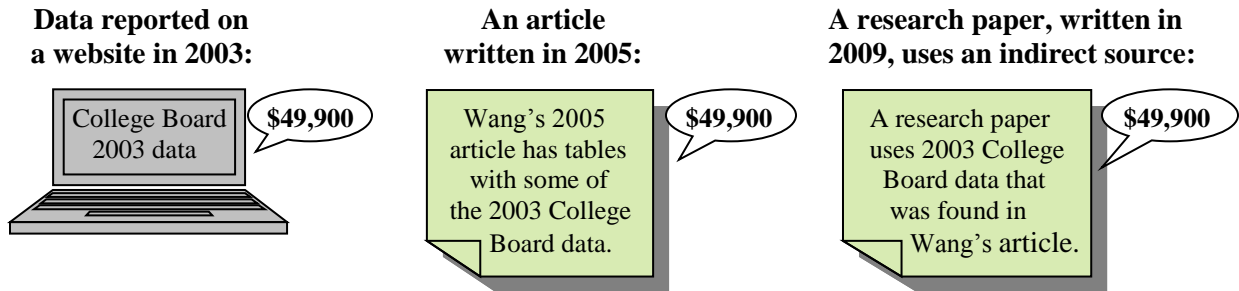 Data reported on
a website in 2003:
College Board
2003 data
$49,900
An article
written in 2005:
Wang’s 2005
article has tables
with some of
the 2003 College
Board data.
$49,900
A research paper, written in
2009, uses an indirect source:
A research paper
uses 2003 College
Board data that
was found in
Wang’s article.
$49,900